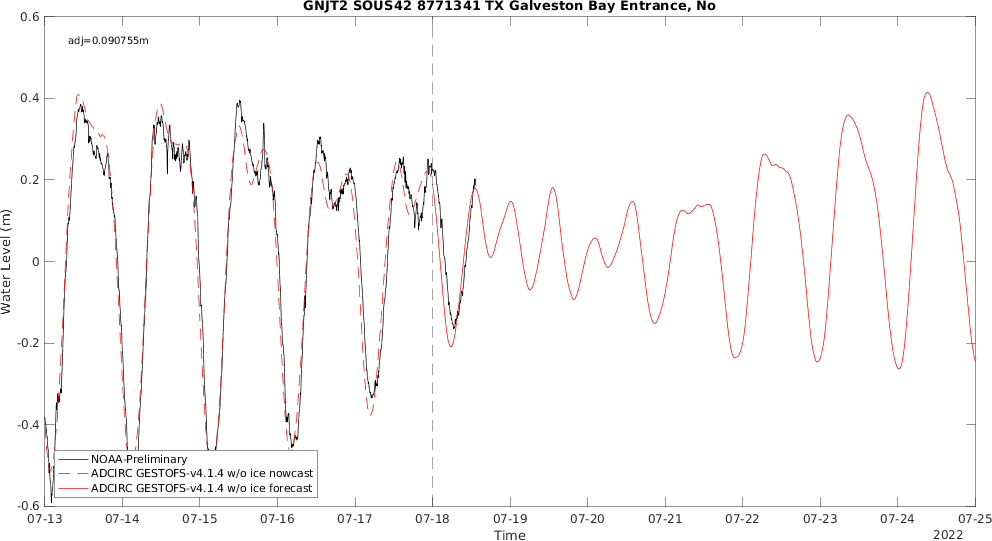 GNJT2 SOUS42 8771341 TX Galveston Bay Entrance, No
adj=0.090755m
Water Level (m)
0.6
0.4
0.2
0
-0.2
-0.4
-0.6
NOAA-Preliminary
ADCIRC GESTOFS-v4.1.4 w/o ice nowcast
ADCIRC GESTOFS-v4.1.4 w/o ice forecast
07-13 07-14 07-15 07-16 07-17 07-18 07-19 07-20 07-21 07-22 07-23 07-24 07-25
Time
2022